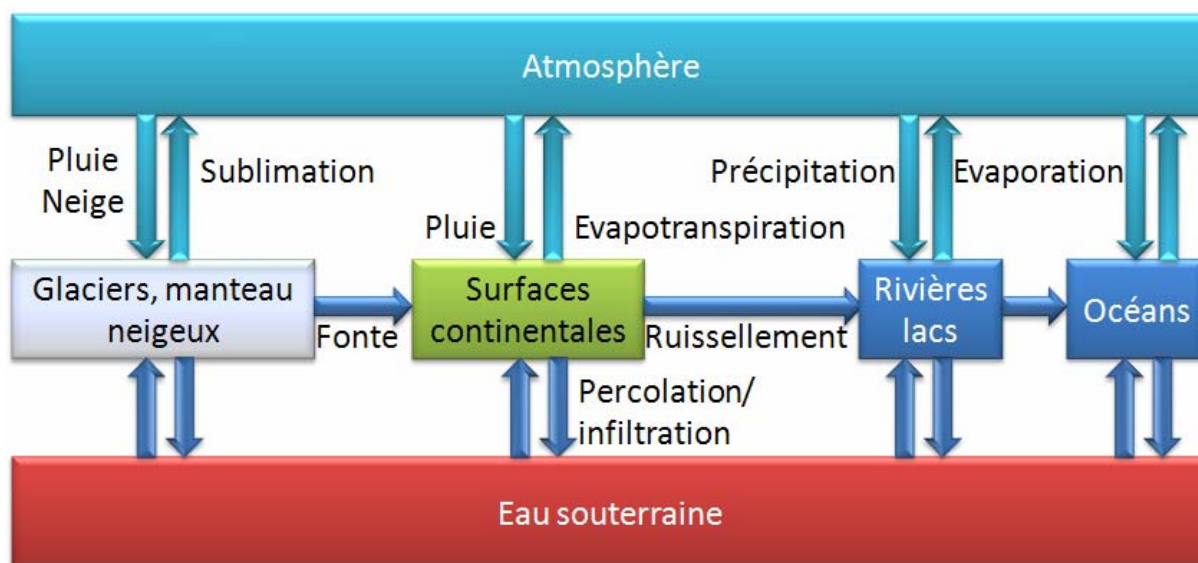 Atmosphère
Pluie
Neige
Sublimation
Pluie
Evapotranspiration
Précipitation
Evaporation
Glaciers, manteau
neigeux
Fonte
Surfaces
continentales
Ruissellement
Rivières
lacs
Océans
Percolation/
infiltration
Eau souterraine